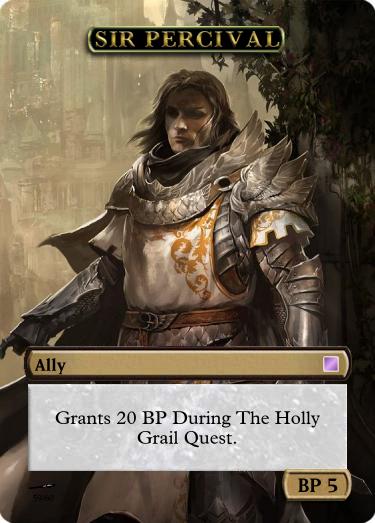 SIR PERCIVAL
Ally
Grants 20 BP During The Holly
Grail Quest.
BP 5